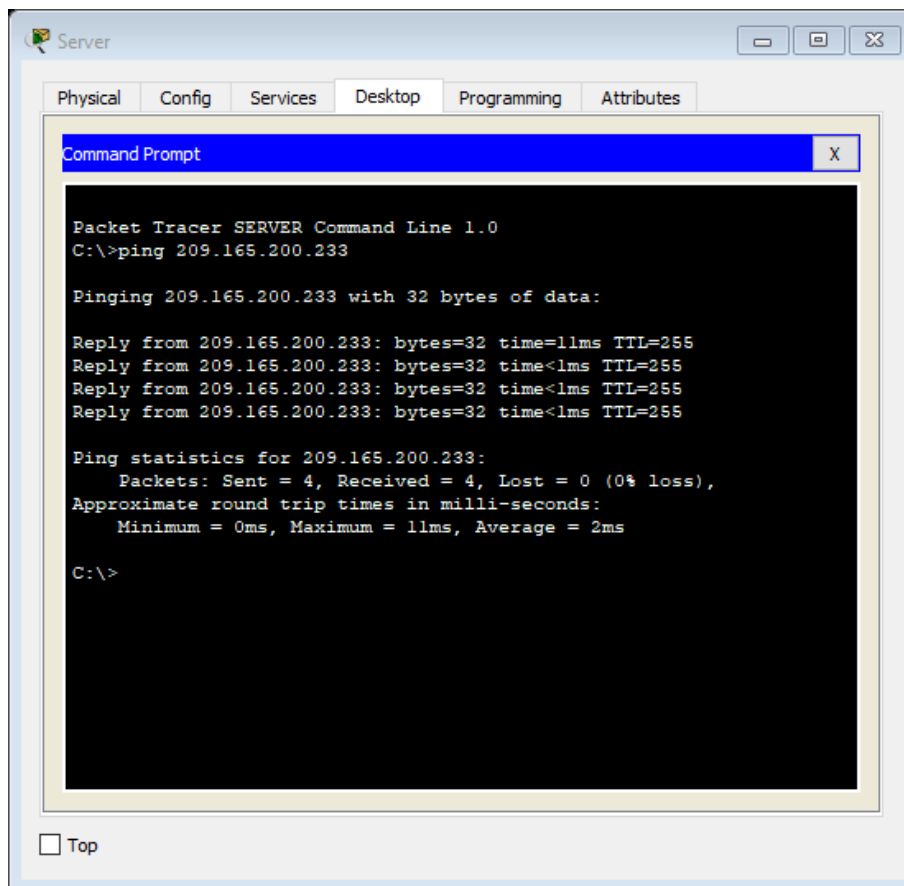 Server
Physical Config Services Desktop Programming Attributes
Command Prompt X
Packet Tracer SERVER Command Line 1.0
C:\>ping 209.165.200.233
Pinging 209.165.200.233 with 32 bytes of data:
Reply from 209.165.200.233: bytes=32 time=11ms TTL=255
Reply from 209.165.200.233: bytes=32 time<1ms TTL=255
Reply from 209.165.200.233: bytes=32 time<1ms TTL=255
Reply from 209.165.200.233: bytes=32 time<1ms TTL=255
Ping statistics for 209.165.200.233:
Packets: Sent = 4, Received = 4, Lost = 0 (0% loss),
Approximate round trip times in milli-seconds:
Minimum = 0ms, Maximum = 11ms, Average = 2ms
C:\>
Top